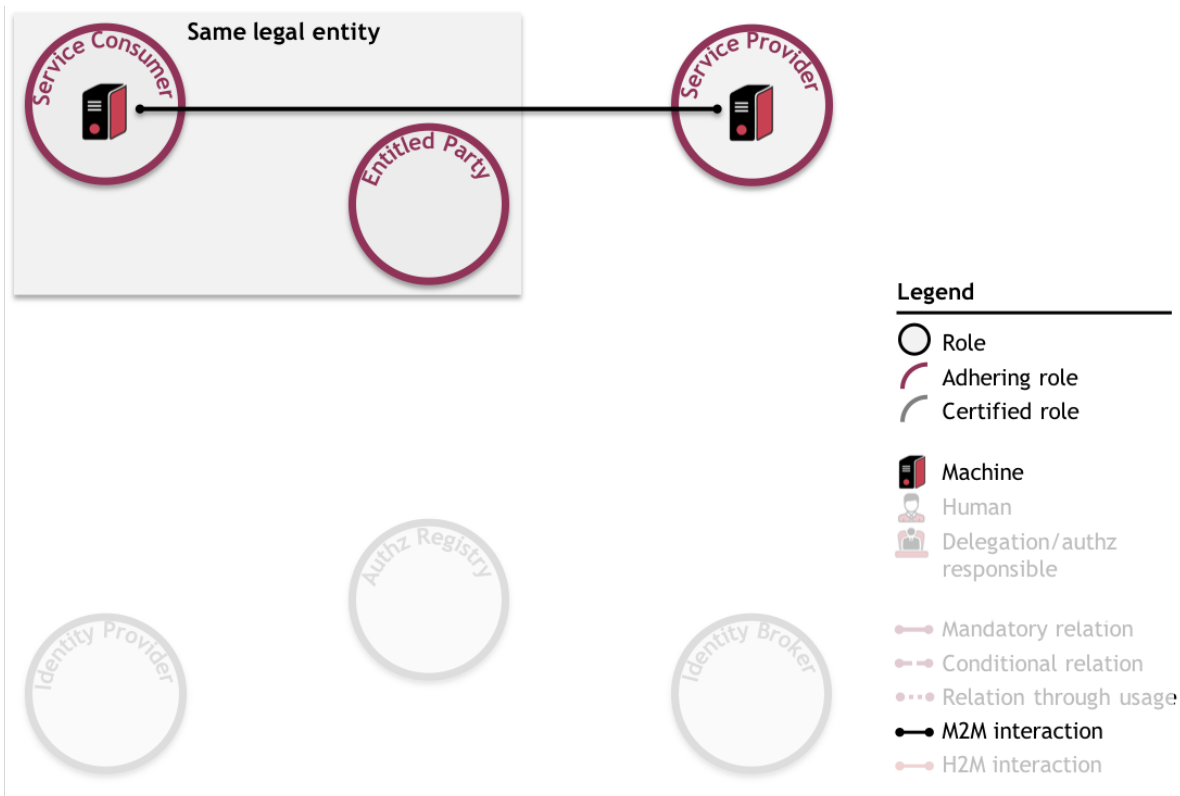 Same legal entity
Service Consumer
Service Provider
Entitled Party
Legend
Role
Adhering role
Certified role
Machine
Human
Delegation/authz
responsible
Authz Registry
Identity Provider
Identity Broker
Mandatory relation
Conditional relation
Relation through usage
M2M interaction
H2M interaction